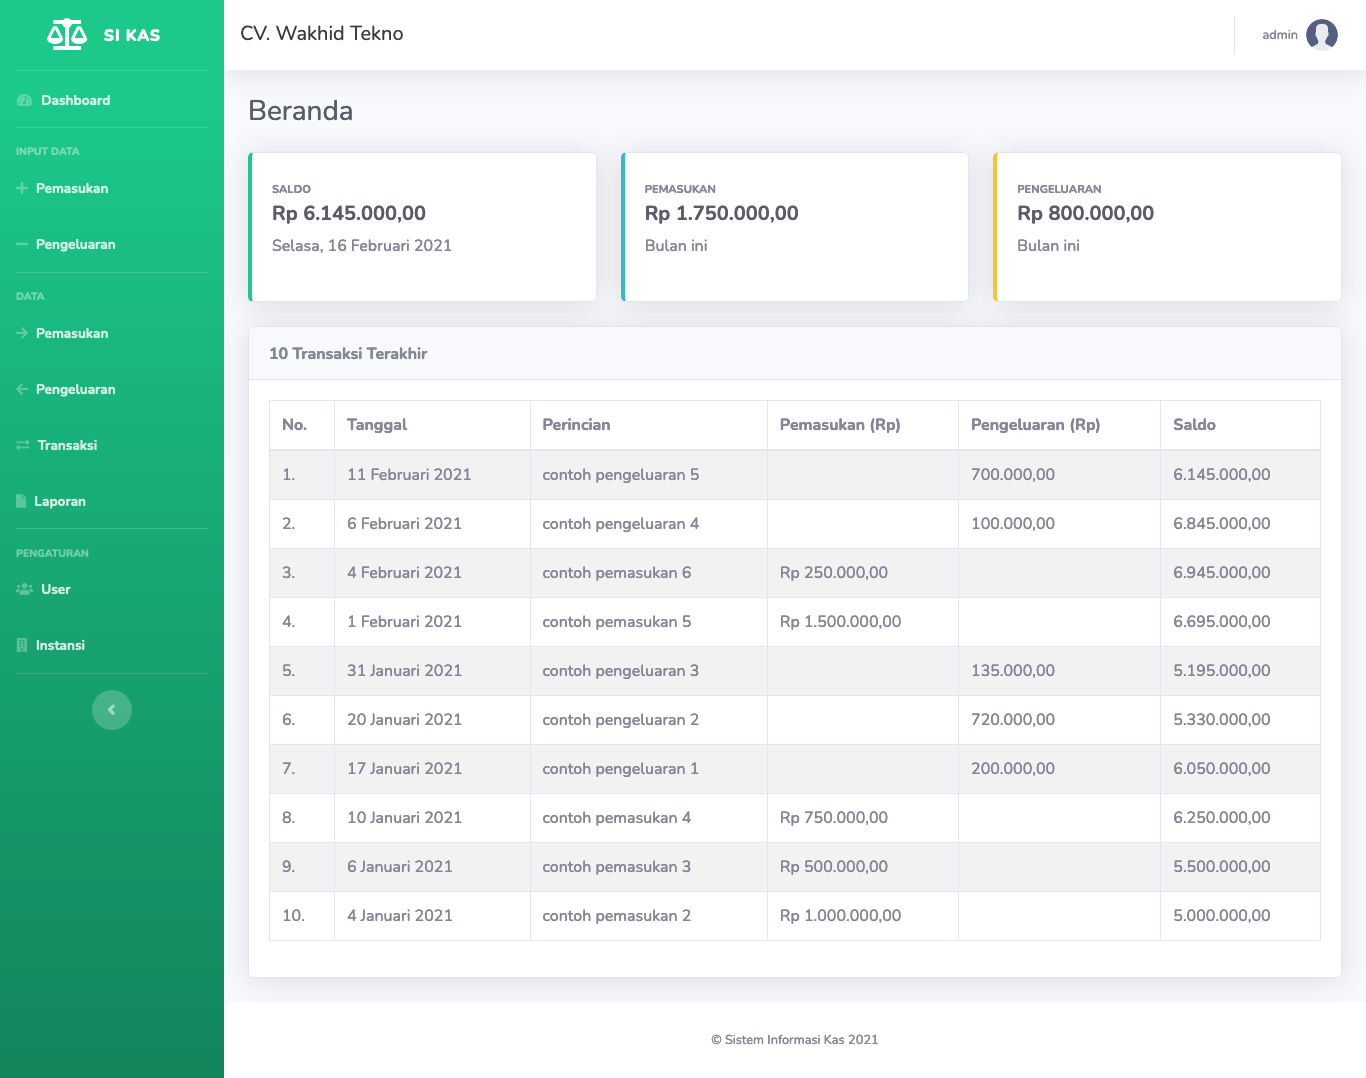 SI KAS
CV. Wakhid Tekno
admin
Dashboard
INPUT DATA
Pemasukan
Pengeluaran
DATA
Pemasukan
Pengeluaran
Transaksi
Laporan
PENGATURAN
User
Instansi
Beranda
SALDO
Rp 6.145.000,00
Selasa, 16 Februari 2021
PEMASUKAN
Rp 1.750.000,00
Bulan ini
PENGELUARAN
Rp 800.000,00
Bulan ini
10 Transaksi Terakhir
No. Tanggal Perincian Pemasukan (Rp) Pengeluaran (Rp) Saldo
1. 11 Februari 2021 contoh pengeluaran 5 700.000,00 6.145.000,00
2. 6 Februari 2021 contoh pengeluaran 4 100.000,00 6.845.000,00
3. 4 Februari 2021 contoh pemasukan 6 Rp 250.000,00 6.945.000,00
4. 1 Februari 2021 contoh pemasukan 5 Rp 1.500.000,00 6.695.000,00
5. 31 Januari 2021 contoh pengeluaran 3 135.000,00 5.195.000,00
6. 20 Januari 2021 contoh pengeluaran 2 720.000,00 5.330.000,00
7. 17 Januari 2021 contoh pengeluaran 1 200.000,00 6.050.000,00
8. 10 Januari 2021 contoh pemasukan 4 Rp 750.000,00 6.250.000,00
9. 6 Januari 2021 contoh pemasukan 3 Rp 500.000,00 5.500.000,00
10. 4 Januari 2021 contoh pemasukan 2 Rp 1.000.000,00 5.000.000,00
© Sistem Informasi Kas 2021